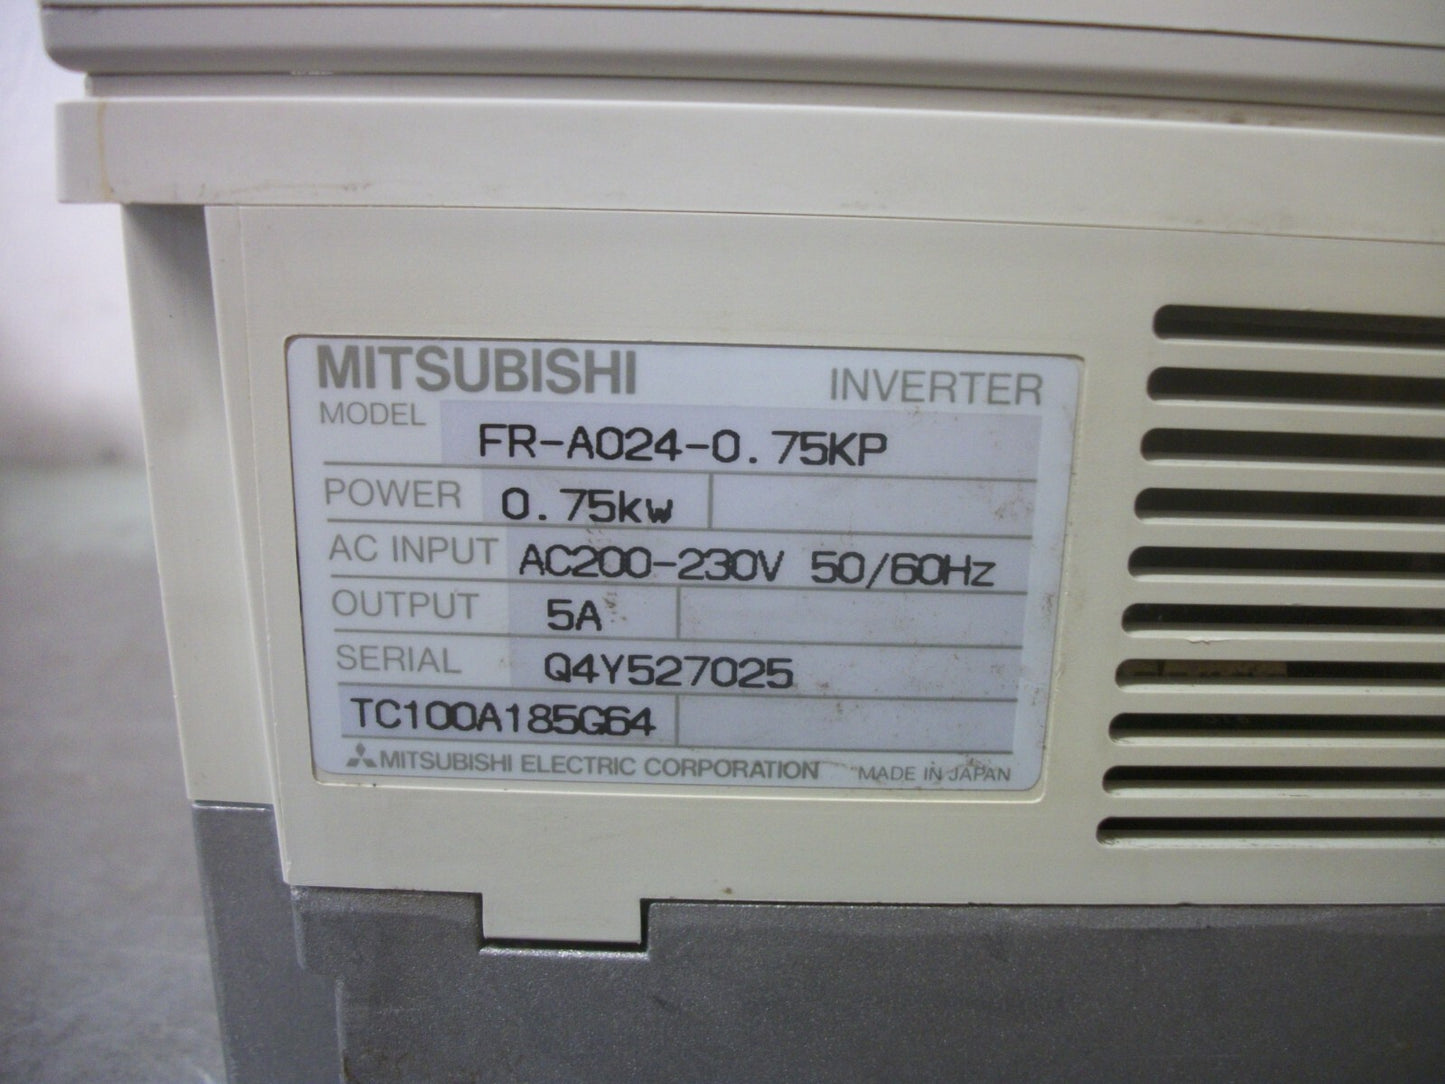 MITSUBISHI INVERTER
MODEL FR-A024-0.75KP
POWER 0.75kw
AC INPUT AC200-230V 50/60Hz
OUTPUT 5A
SERIAL Q4Y527025
TC100A185G64
MITSUBISHI ELECTRIC CORPORATION MADE IN JAPAN